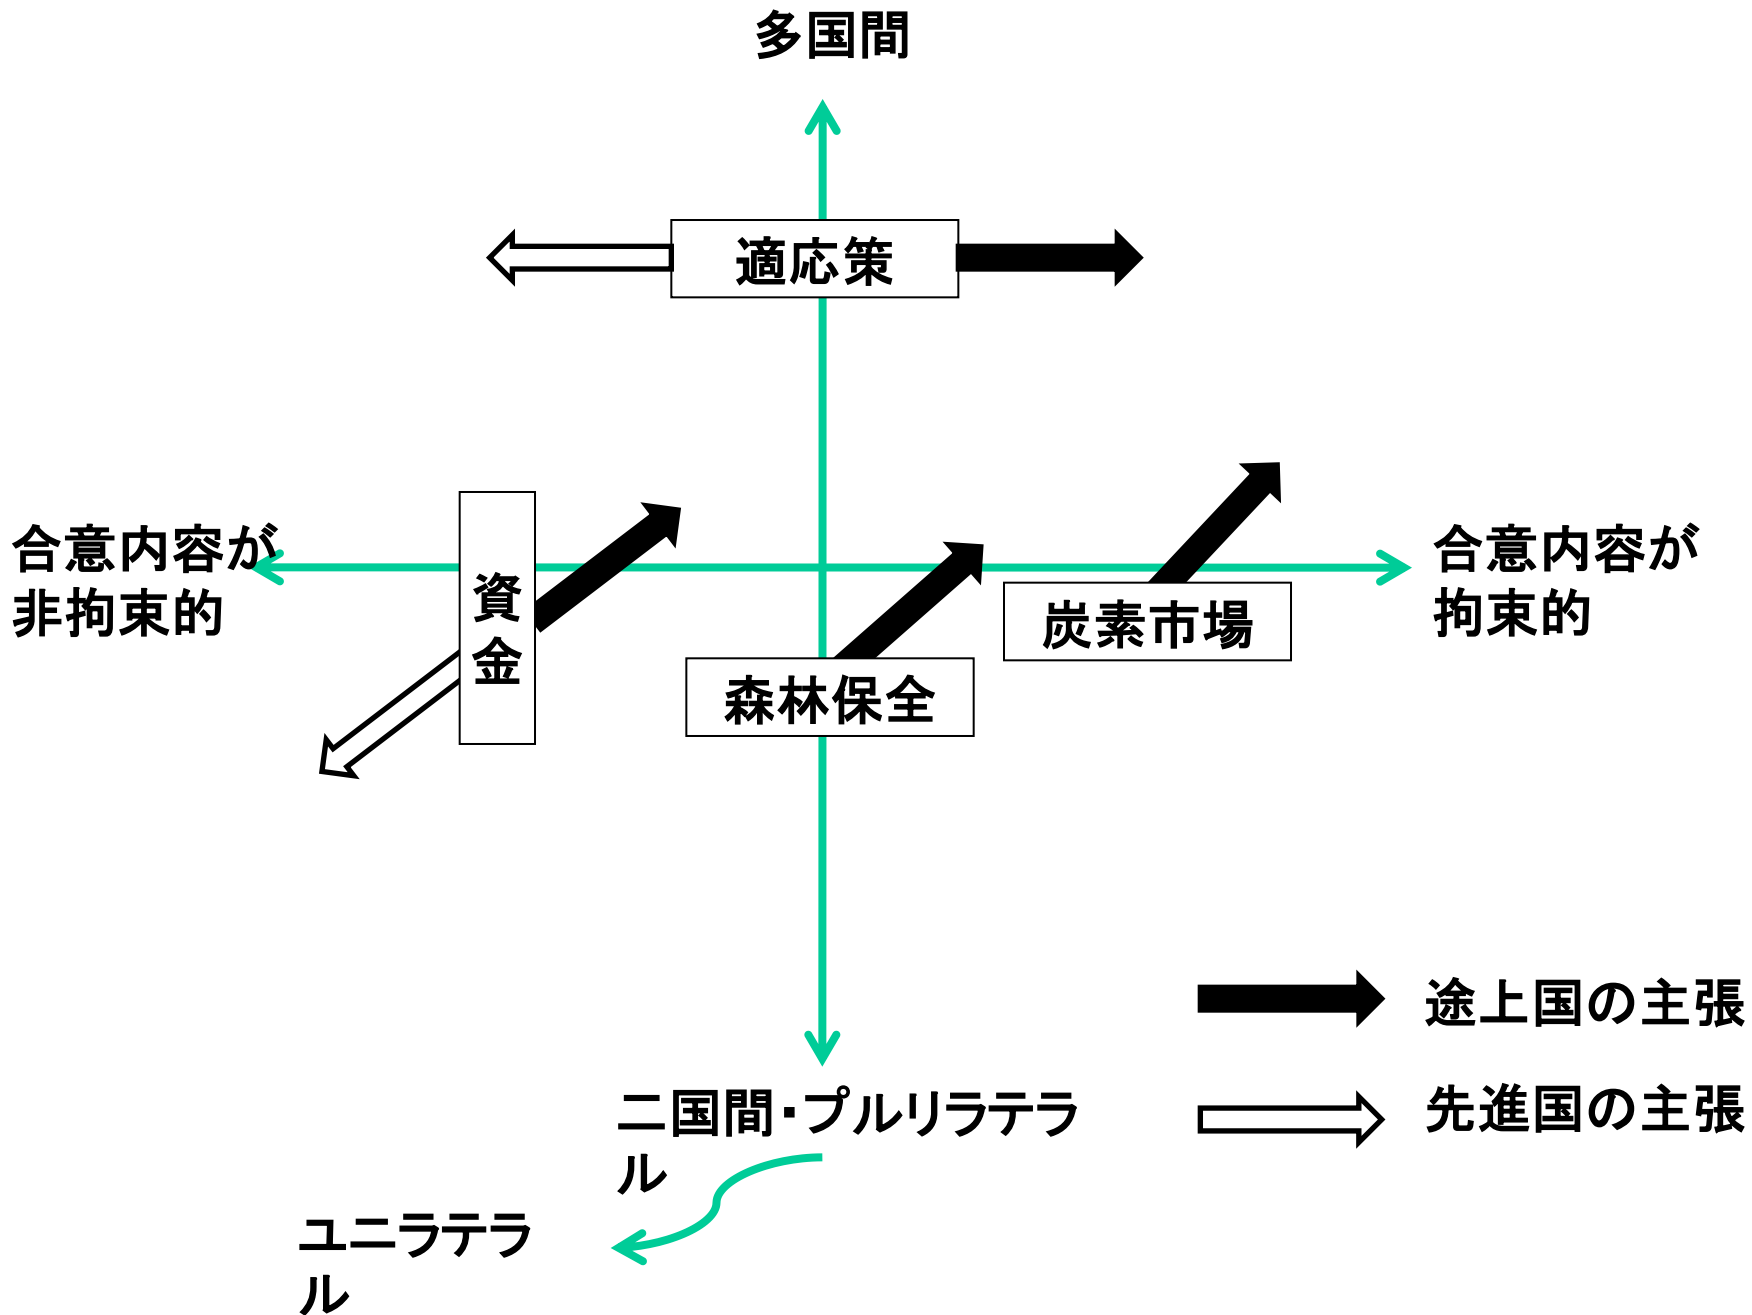 多国間
適応策
合意内容が
非拘束的
資
金
森林保全
炭素市場
合意内容が
拘束的
途上国の主張
先進国の主張
二国間・プルリラテラ
ル
ユニラテラ
ル